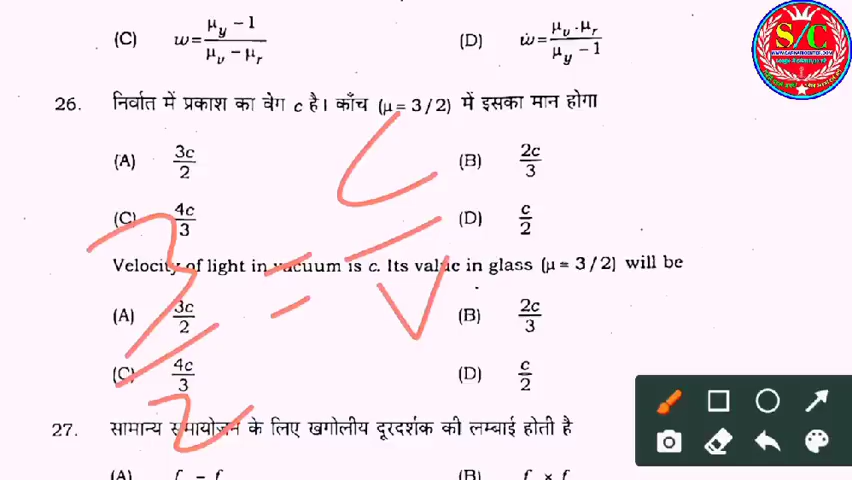 S/C
(C) w = (μy − 1)/(μv − μr) (D) w = (μv · μr)/(μy − 1)
26. निर्वात में प्रकाश का वेग c है। काँच (μ = 3 / 2) में इसका मान होगा
(A) 3c/2 (B) 2c/3
(C) 4c/3 (D) c/2
Velocity of light in vacuum is c. Its value in glass (μ = 3 / 2) will be
(A) 3c/2 (B) 2c/3
(C) 4c/3 (D) c/2
3/2 = c/v
27. सामान्य समायोजन के लिए खगोलीय दूरदर्शक की लम्बाई होती है
(A) (B)